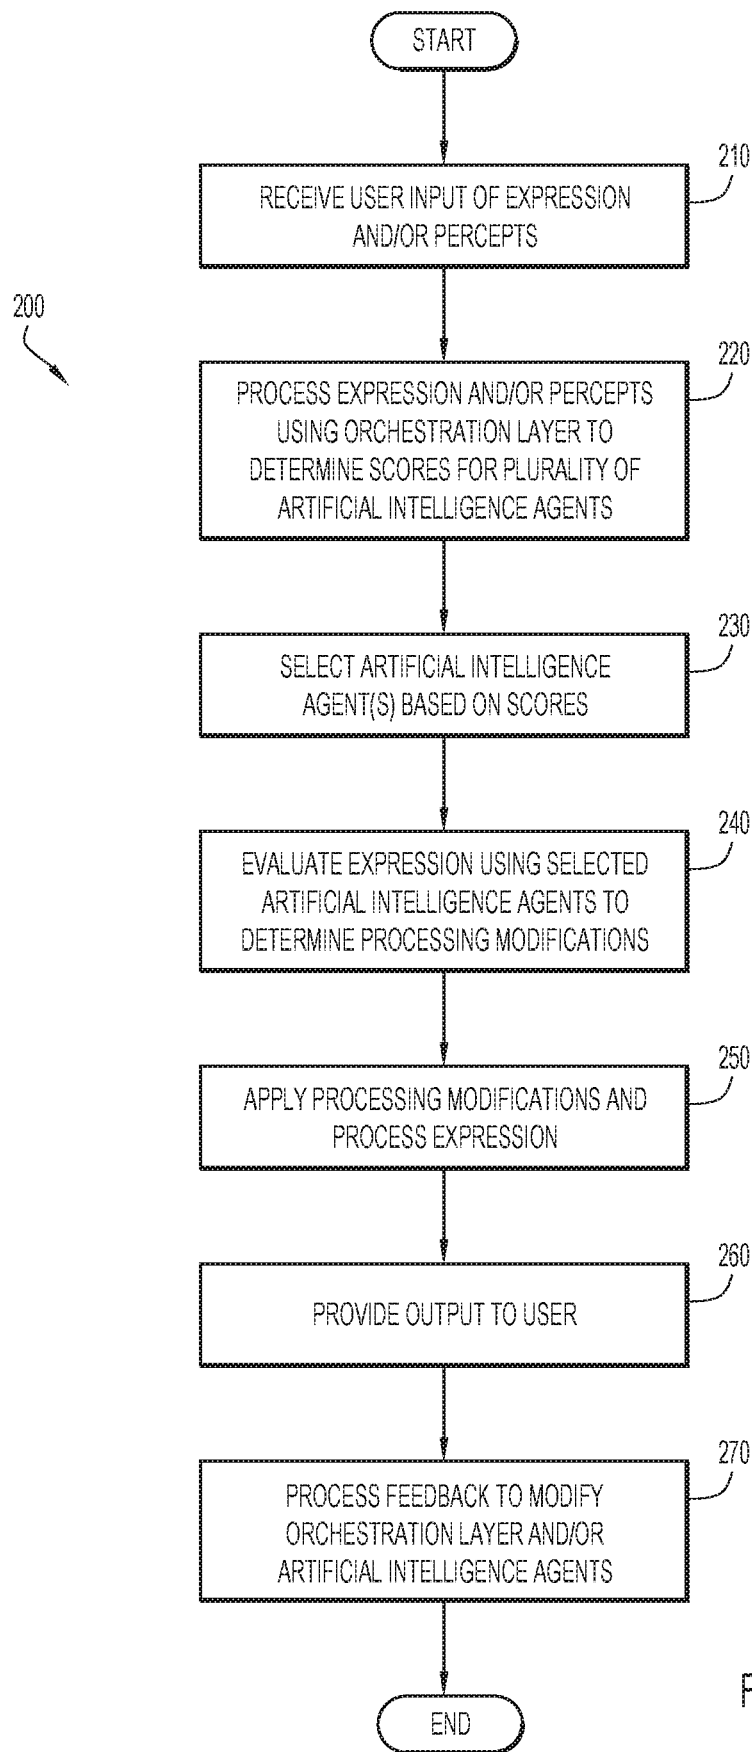 START
210
RECEIVE USER INPUT OF EXPRESSION
AND/OR PERCEPTS
200
220
PROCESS EXPRESSION AND/OR PERCEPTS
USING ORCHESTRATION LAYER TO
DETERMINE SCORES FOR PLURALITY OF
ARTIFICIAL INTELLIGENCE AGENTS
230
SELECT ARTIFICIAL INTELLIGENCE
AGENT(S) BASED ON SCORES
240
EVALUATE EXPRESSION USING SELECTED
ARTIFICIAL INTELLIGENCE AGENTS TO
DETERMINE PROCESSING MODIFICATIONS
250
APPLY PROCESSING MODIFICATIONS AND
PROCESS EXPRESSION
260
PROVIDE OUTPUT TO USER
270
PROCESS FEEDBACK TO MODIFY
ORCHESTRATION LAYER AND/OR
ARTIFICIAL INTELLIGENCE AGENTS
END